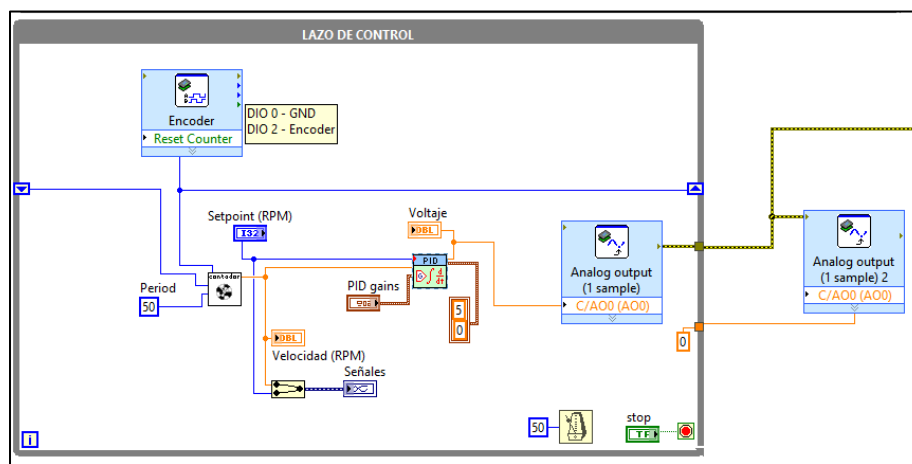 LAZO DE CONTROL
Encoder
Reset Counter
DIO 0 - GND
DIO 2 - Encoder
Setpoint (RPM)
I32
Voltaje
DBL
PID
Period
50
contador
PID gains
5
0
Analog output
(1 sample)
C/AO0 (AO0)
Analog output
(1 sample) 2
C/AO0 (AO0)
0
DBL
Velocidad (RPM)
Señales
50
stop
TF
i